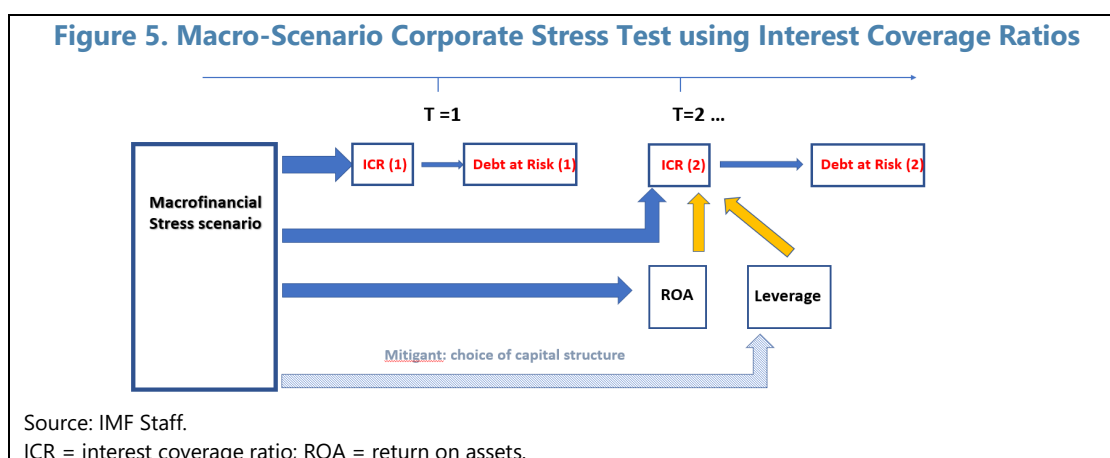 Figure 5. Macro-Scenario Corporate Stress Test using Interest Coverage Ratios
T =1
T=2 ...
ICR (1)
Debt at Risk (1)
ICR (2)
Debt at Risk (2)
Macrofinancial
Stress scenario
ROA
Leverage
Mitigant: choice of capital structure
Source: IMF Staff.
ICR = interest coverage ratio; ROA = return on assets.